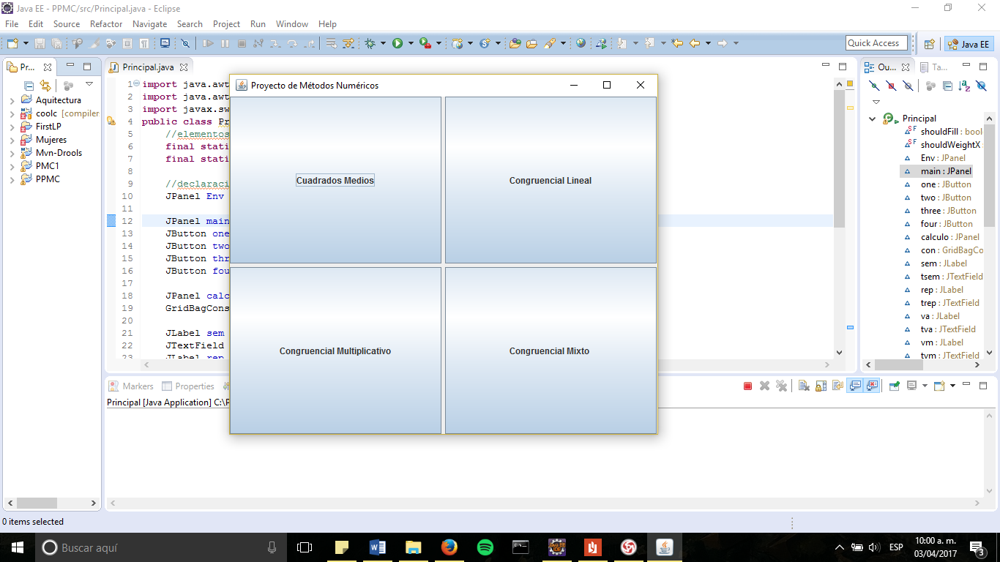 Java EE - PPMC/src/Principal.java - Eclipse
File Edit Source Refactor Navigate Search Project Run Window Help
Quick Access
Java EE
Pr...
Principal.java
Ou...
Ta...
Aquitectura
coolc [compiler
FirstLP
Mujeres
Mvn-Drools
PMC1
PPMC
1 import java.awt
2 import java.awt
3 import javax.sw
4 public class Pr
5 //elementos
6 final stati
7 final stati
8
9 //declaraci
10 JPanel Env
11
12 JPanel main
13 JButton one
14 JButton two
15 JButton thr
16 JButton fou
17
18 JPanel calc
19 GridBagCons
20
21 JLabel sem
22 JTextField
23 JLabel rep
Proyecto de Métodos Numéricos
Cuadrados Medios
Congruencial Lineal
Congruencial Multiplicativo
Congruencial Mixto
Principal
shouldFill : bool
shouldWeightX
Env : JPanel
main : JPanel
one : JButton
two : JButton
three : JButton
four : JButton
calculo : JPanel
con : GridBagCo
sem : JLabel
tsem : JTextField
rep : JLabel
trep : JTextField
va : JLabel
tva : JTextField
vm : JLabel
tvm : JTextField
Markers Properties
Principal [Java Application] C:\P
0 items selected
Buscar aquí
ESP
10:00 a. m.
03/04/2017
3